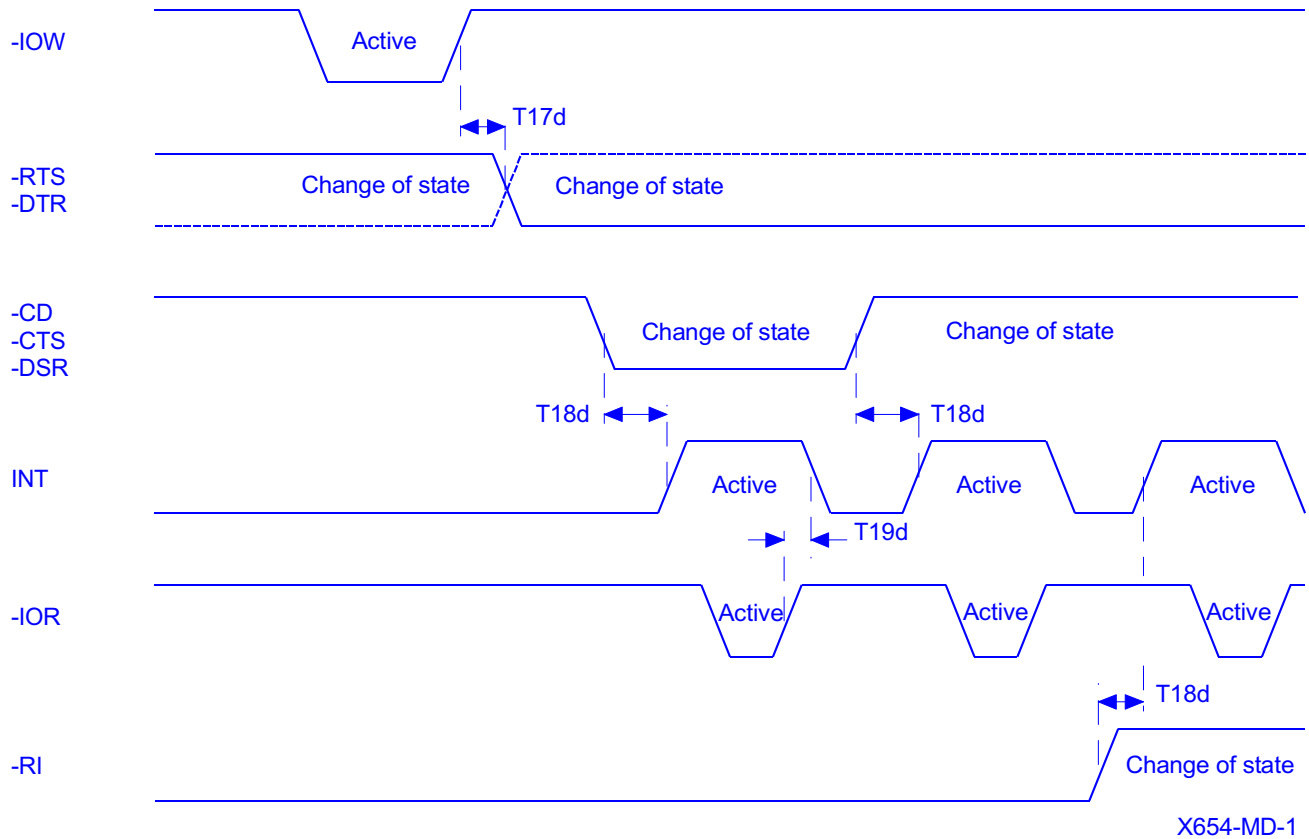 -IOW
Active
T17d
-RTS
-DTR
Change of state
Change of state
-CD
-CTS
-DSR
Change of state
Change of state
T18d
T18d
INT
Active
Active
Active
T19d
-IOR
Active
Active
Active
T18d
-RI
Change of state
X654-MD-1